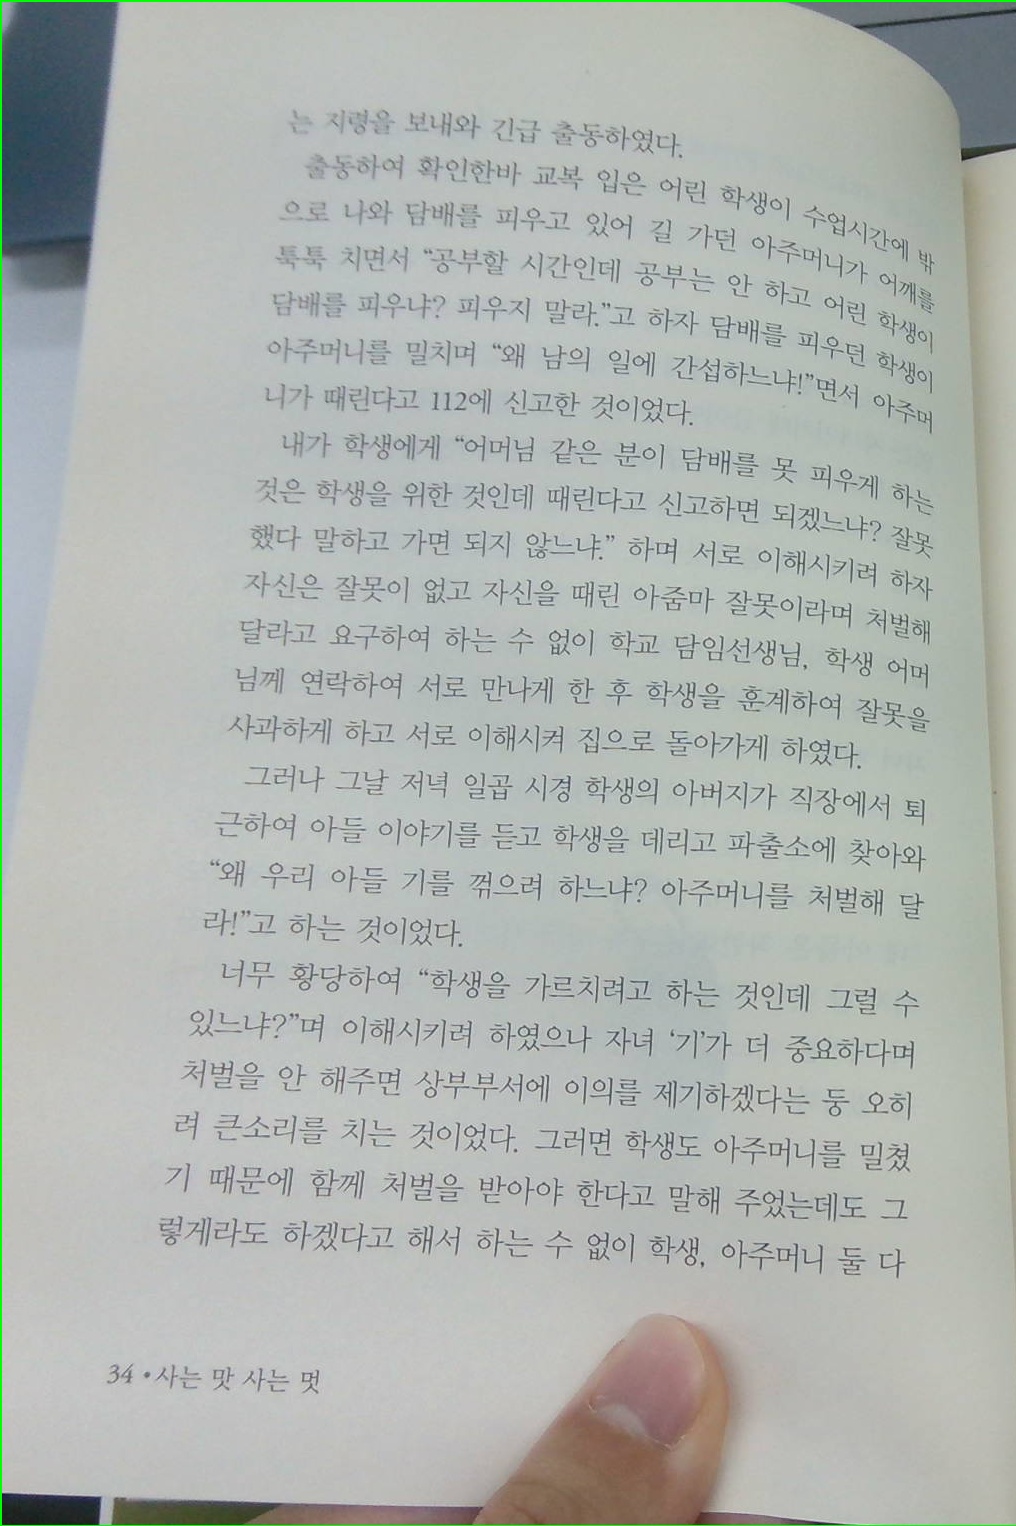 는 지령을 보내와 긴급 출동하였다.
출동하여 확인한바 교복 입은 어린 학생이 수업시간에 밖
으로 나와 담배를 피우고 있어 길 가던 아주머니가 어깨를
툭툭 치면서 “공부할 시간인데 공부는 안 하고 어린 학생이
담배를 피우냐? 피우지 말라.”고 하자 담배를 피우던 학생이
아주머니를 밀치며 “왜 남의 일에 간섭하느냐!”면서 아주머
니가 때린다고 112에 신고한 것이었다.
내가 학생에게 “어머님 같은 분이 담배를 못 피우게 하는
것은 학생을 위한 것인데 때린다고 신고하면 되겠느냐? 잘못
했다 말하고 가면 되지 않느냐.” 하며 서로 이해시키려 하자
자신은 잘못이 없고 자신을 때린 아줌마 잘못이라며 처벌해
달라고 요구하여 하는 수 없이 학교 담임선생님, 학생 어머
님께 연락하여 서로 만나게 한 후 학생을 훈계하여 잘못을
사과하게 하고 서로 이해시켜 집으로 돌아가게 하였다.
그러나 그날 저녁 일곱 시경 학생의 아버지가 직장에서 퇴
근하여 아들 이야기를 듣고 학생을 데리고 파출소에 찾아와
“왜 우리 아들 기를 꺾으려 하느냐? 아주머니를 처벌해 달
라!”고 하는 것이었다.
너무 황당하여 “학생을 가르치려고 하는 것인데 그럴 수
있느냐?”며 이해시키려 하였으나 자녀 ‘기’가 더 중요하다며
처벌을 안 해주면 상부부서에 이의를 제기하겠다는 둥 오히
려 큰소리를 치는 것이었다. 그러면 학생도 아주머니를 밀쳤
기 때문에 함께 처벌을 받아야 한다고 말해 주었는데도 그
렇게라도 하겠다고 해서 하는 수 없이 학생, 아주머니 둘 다
34 • 사는 맛 사는 멋